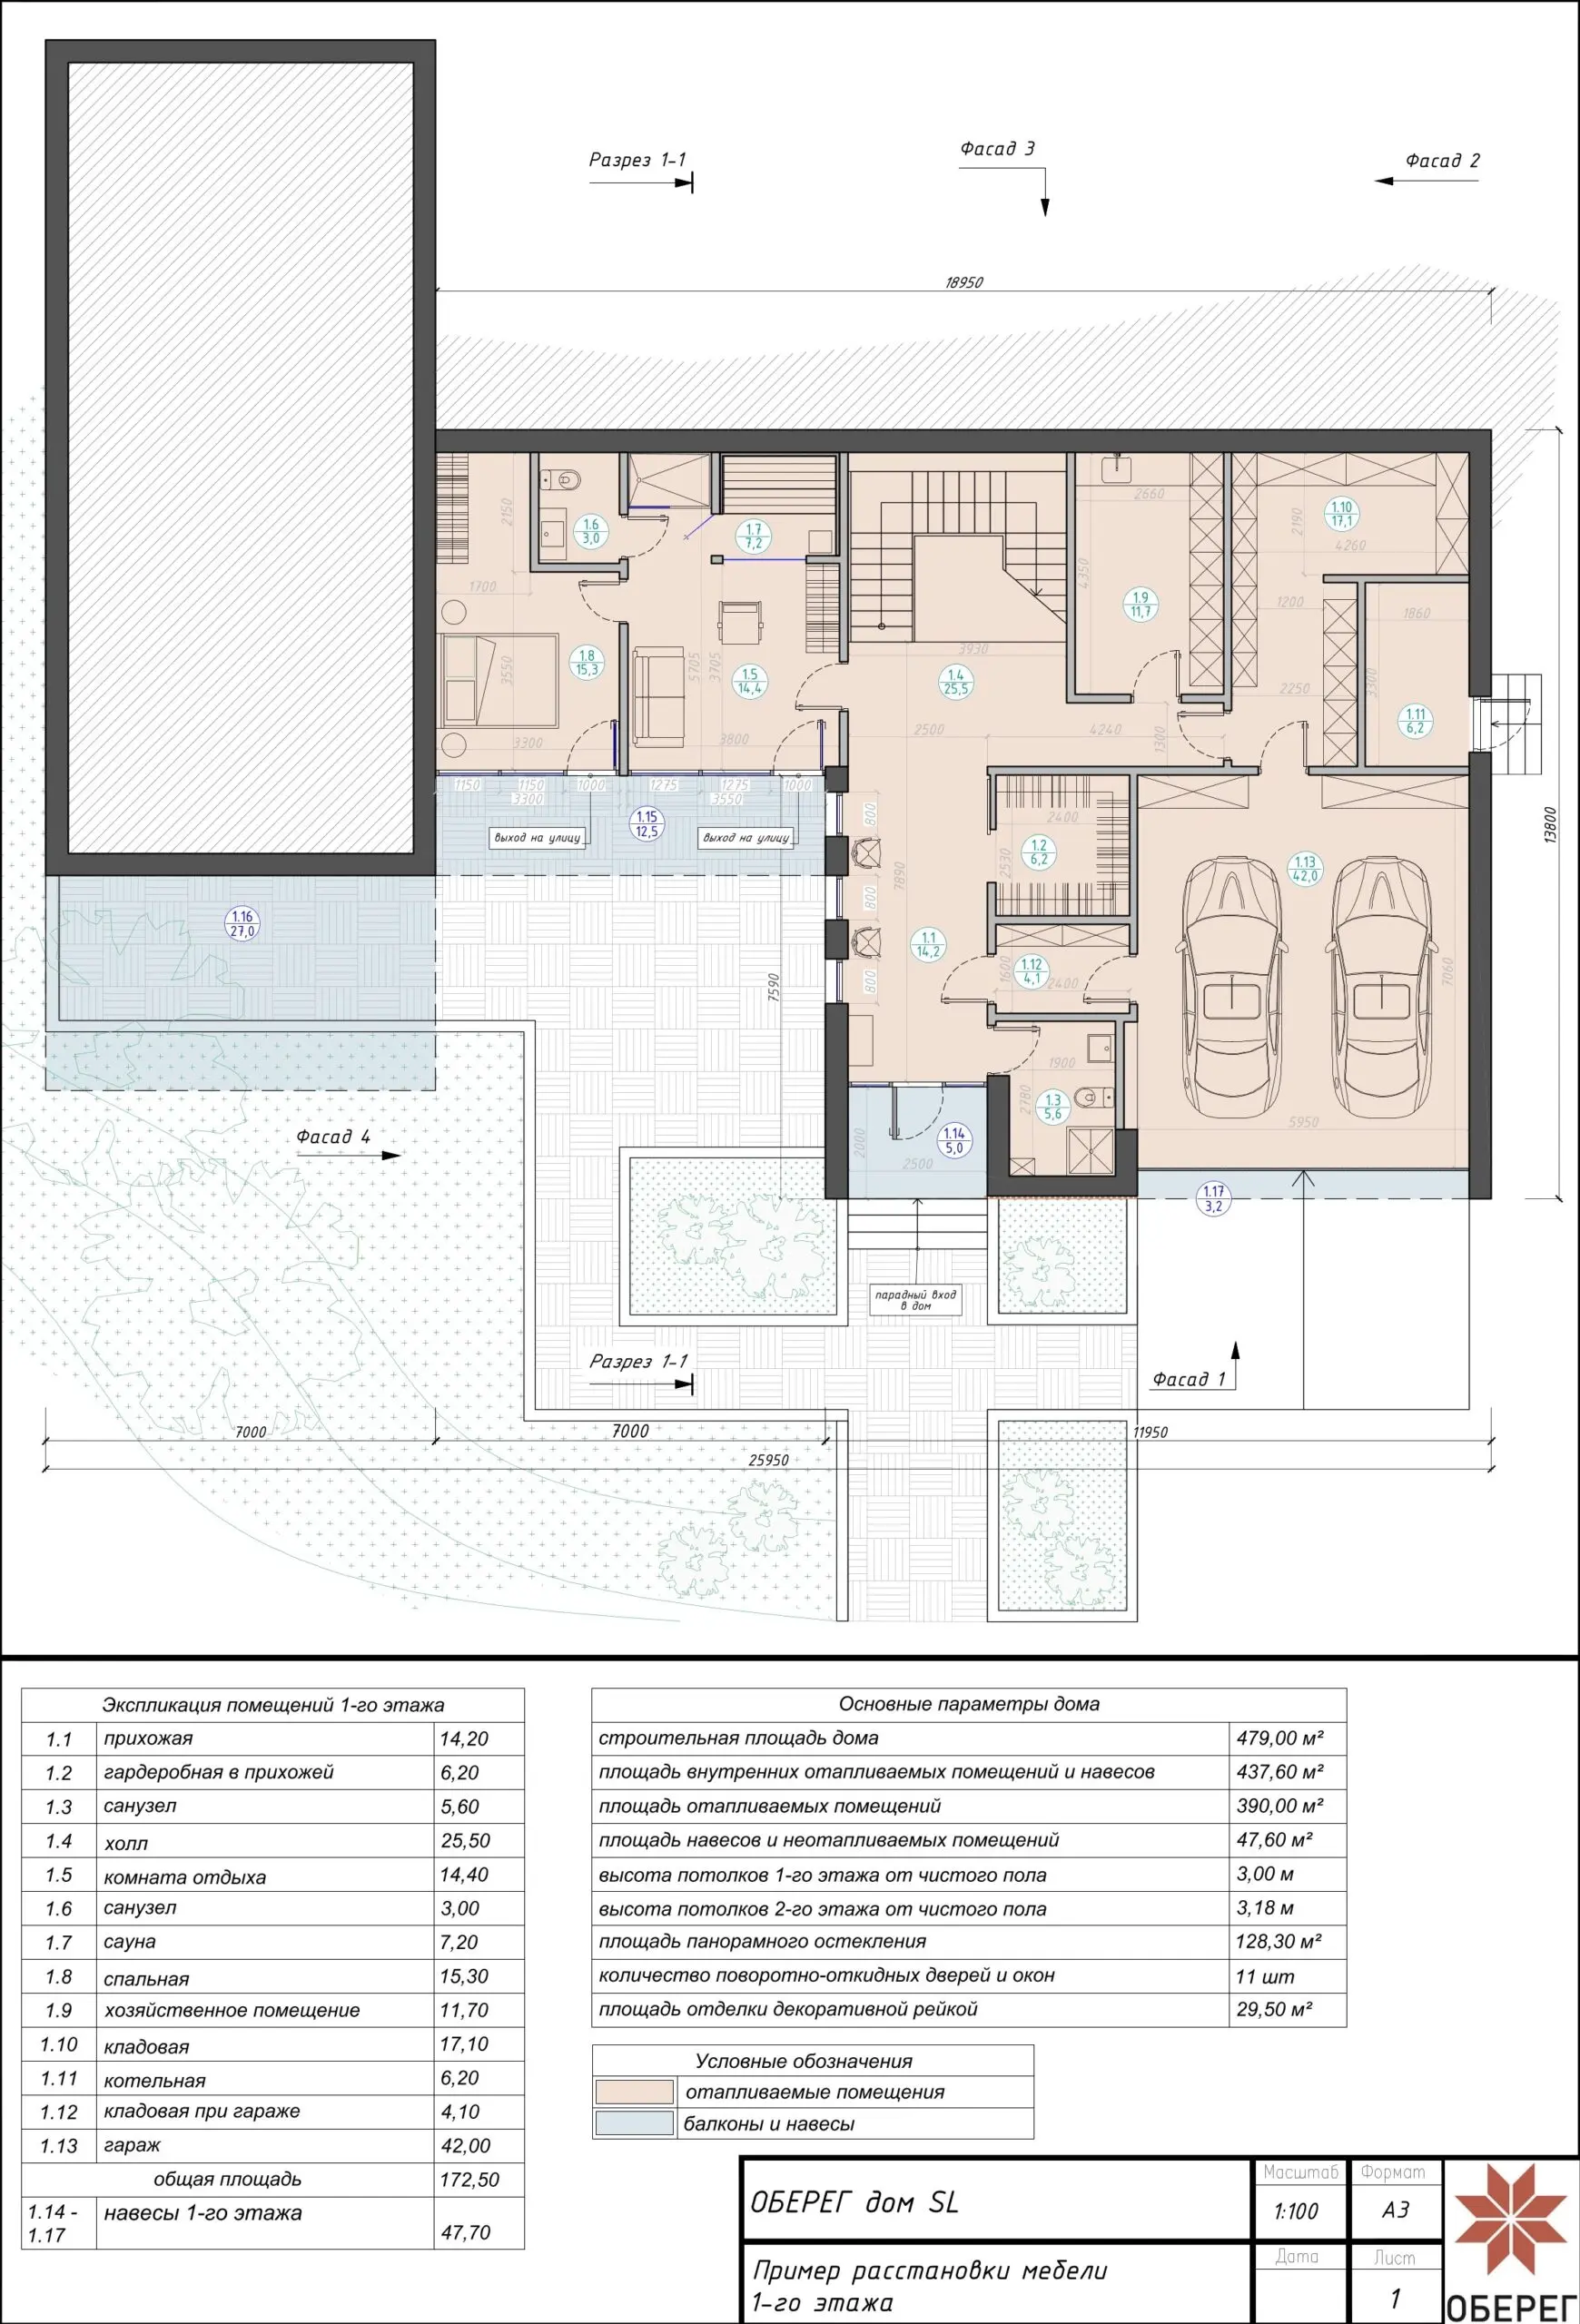 Разрез 1-1
Фасад 3
Фасад 2
18950
2150
1.6
3,0
1.7
7,2
1.10
17,1
2190
4260
2660
4350
1.9
11,7
1700
1200
1860
3550
1.8
15,3
5705
3705
1.5
14,4
3930
1.4
25,5
2250
3300
1.11
6,2
3300
3800
2500
4240
1300
1150
1150
1000
1275
1275
1000
3300
3550
1.15
12,5
выход на улицу
выход на улицу
800
2400
1.2
6,2
2530
7890
1.13
42,0
13800
800
1.16
27,0
1.1
14,2
1.12
4,1
1600
2400
800
7590
7060
1900
2780
1.3
5,6
5950
Фасад 4
1.14
5,0
2000
2500
1.17
3,2
парадный вход
в дом
Разрез 1-1
Фасад 1
7000
7000
11950
25950
Экспликация помещений 1-го этажа
1.1 прихожая 14,20
1.2 гардеробная в прихожей 6,20
1.3 санузел 5,60
1.4 холл 25,50
1.5 комната отдыха 14,40
1.6 санузел 3,00
1.7 сауна 7,20
1.8 спальная 15,30
1.9 хозяйственное помещение 11,70
1.10 кладовая 17,10
1.11 котельная 6,20
1.12 кладовая при гараже 4,10
1.13 гараж 42,00
общая площадь 172,50
1.14 - навесы 1-го этажа
1.17 47,70
Основные параметры дома
строительная площадь дома 479,00 м²
площадь внутренних отапливаемых помещений и навесов 437,60 м²
площадь отапливаемых помещений 390,00 м²
площадь навесов и неотапливаемых помещений 47,60 м²
высота потолков 1-го этажа от чистого пола 3,00 м
высота потолков 2-го этажа от чистого пола 3,18 м
площадь панорамного остекления 128,30 м²
количество поворотно-откидных дверей и окон 11 шт
площадь отделки декоративной рейкой 29,50 м²
Условные обозначения
отапливаемые помещения
балконы и навесы
ОБЕРЕГ дом SL
Масштаб
1:100
Формат
А3
Пример расстановки мебели
1-го этажа
Дата
Лист
1
ОБЕРЕГ